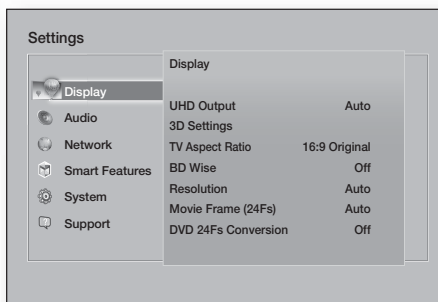 Settings
Display
Audio
Network
Smart Features
System
Support
Display
UHD Output Auto
3D Settings
TV Aspect Ratio 16:9 Original
BD Wise Off
Resolution Auto
Movie Frame (24Fs) Auto
DVD 24Fs Conversion Off